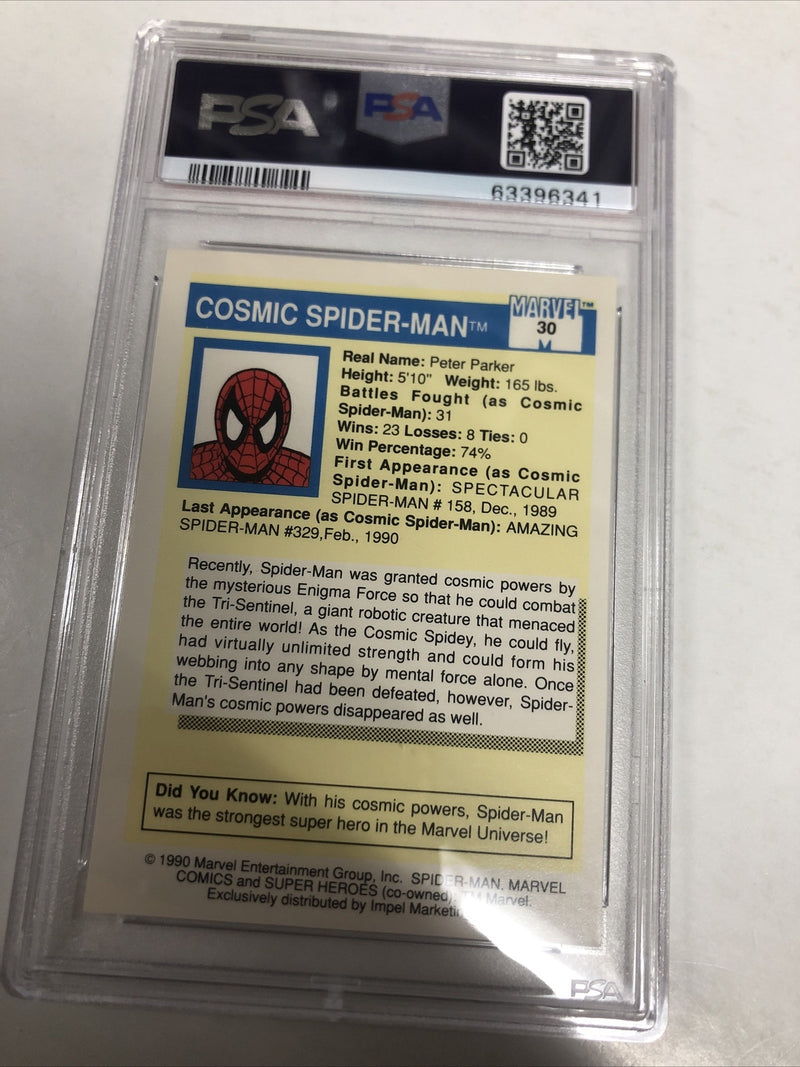 PSA PSA
63396341
COSMIC SPIDER-MAN™
MARVEL™
30
Real Name: Peter Parker
Height: 5'10" Weight: 165 lbs.
Battles Fought (as Cosmic
Spider-Man): 31
Wins: 23 Losses: 8 Ties: 0
Win Percentage: 74%
First Appearance (as Cosmic
Spider-Man): SPECTACULAR
SPIDER-MAN # 158, Dec., 1989
Last Appearance (as Cosmic Spider-Man): AMAZING
SPIDER-MAN #329,Feb., 1990
Recently, Spider-Man was granted cosmic powers by
the mysterious Enigma Force so that he could combat
the Tri-Sentinel, a giant robotic creature that menaced
the entire world! As the Cosmic Spidey, he could fly,
had virtually unlimited strength and could form his
webbing into any shape by mental force alone. Once
the Tri-Sentinel had been defeated, however, Spider-
Man's cosmic powers disappeared as well.
Did You Know: With his cosmic powers, Spider-Man
was the strongest super hero in the Marvel Universe!
© 1990 Marvel Entertainment Group, Inc. SPIDER-MAN, MARVEL
COMICS and SUPER HEROES (co-owned) TM Marvel.
Exclusively distributed by Impel
PSA